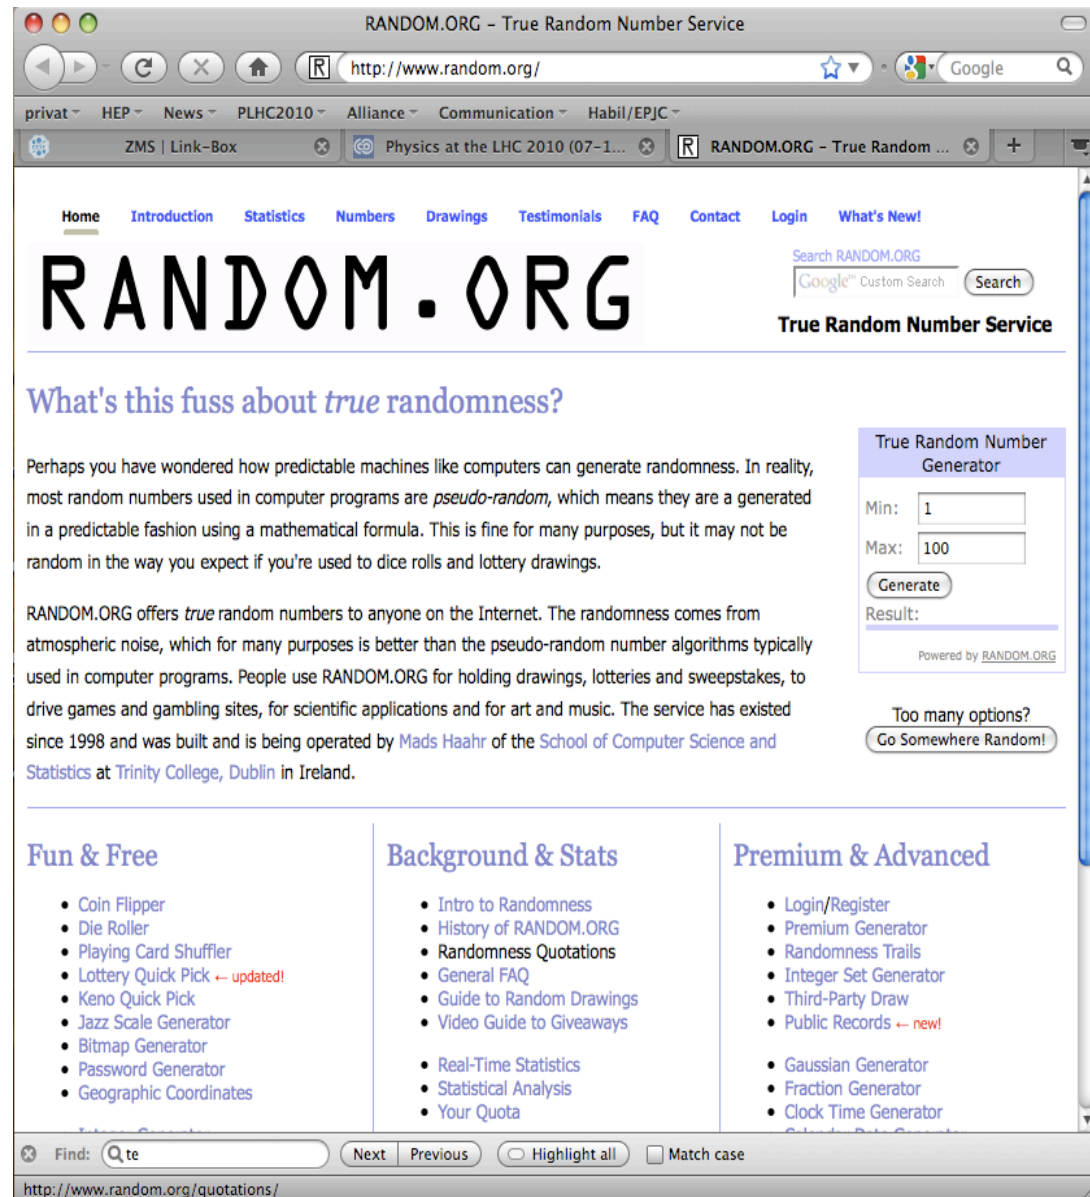 RANDOM.ORG – True Random Number Service
http://www.random.org/
Google
privat HEP News PLHC2010 Alliance Communication Habil/EPJC
ZMS | Link-Box
Physics at the LHC 2010 (07–1...
RANDOM.ORG – True Random ...
Home Introduction Statistics Numbers Drawings Testimonials FAQ Contact Login What's New!
RANDOM.ORG
Search RANDOM.ORG
Google™ Custom Search Search
True Random Number Service
What's this fuss about true randomness?
Perhaps you have wondered how predictable machines like computers can generate randomness. In reality,
most random numbers used in computer programs are pseudo-random, which means they are a generated
in a predictable fashion using a mathematical formula. This is fine for many purposes, but it may not be
random in the way you expect if you're used to dice rolls and lottery drawings.
RANDOM.ORG offers true random numbers to anyone on the Internet. The randomness comes from
atmospheric noise, which for many purposes is better than the pseudo-random number algorithms typically
used in computer programs. People use RANDOM.ORG for holding drawings, lotteries and sweepstakes, to
drive games and gambling sites, for scientific applications and for art and music. The service has existed
since 1998 and was built and is being operated by Mads Haahr of the School of Computer Science and
Statistics at Trinity College, Dublin in Ireland.
True Random Number
Generator
Min: 1
Max: 100
Generate
Result:
Powered by RANDOM.ORG
Too many options?
Go Somewhere Random!
Fun & Free
Coin Flipper
Die Roller
Playing Card Shuffler
Lottery Quick Pick ← updated!
Keno Quick Pick
Jazz Scale Generator
Bitmap Generator
Password Generator
Geographic Coordinates
Background & Stats
Intro to Randomness
History of RANDOM.ORG
Randomness Quotations
General FAQ
Guide to Random Drawings
Video Guide to Giveaways
Real-Time Statistics
Statistical Analysis
Your Quota
Premium & Advanced
Login/Register
Premium Generator
Randomness Trails
Integer Set Generator
Third-Party Draw
Public Records ← new!
Gaussian Generator
Fraction Generator
Clock Time Generator
Find: te Next Previous Highlight all Match case
http://www.random.org/quotations/